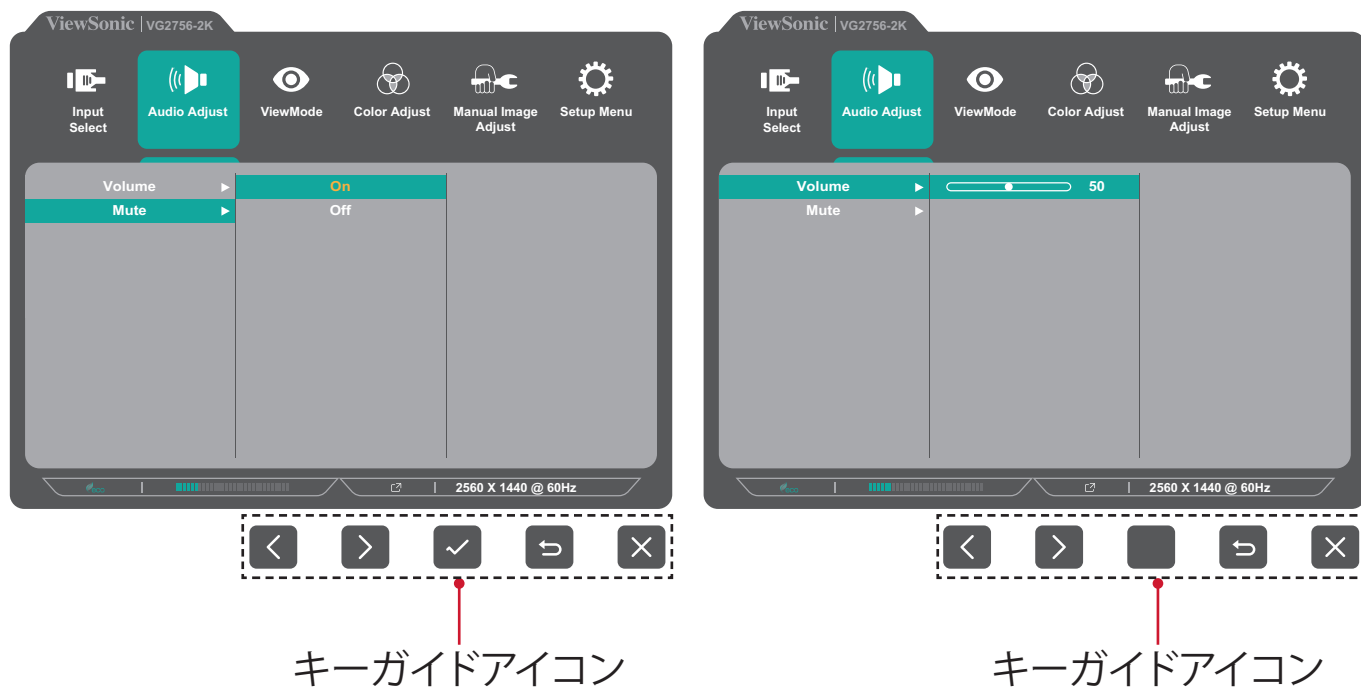 ViewSonic | VG2756-2K
Input Select
Audio Adjust
ViewMode
Color Adjust
Manual Image Adjust
Setup Menu
Volume
On
Mute
Off
eco
2560 X 1440 @ 60Hz
キーガイドアイコン
ViewSonic | VG2756-2K
Input Select
Audio Adjust
ViewMode
Color Adjust
Manual Image Adjust
Setup Menu
Volume
50
Mute
eco
2560 X 1440 @ 60Hz
キーガイドアイコン